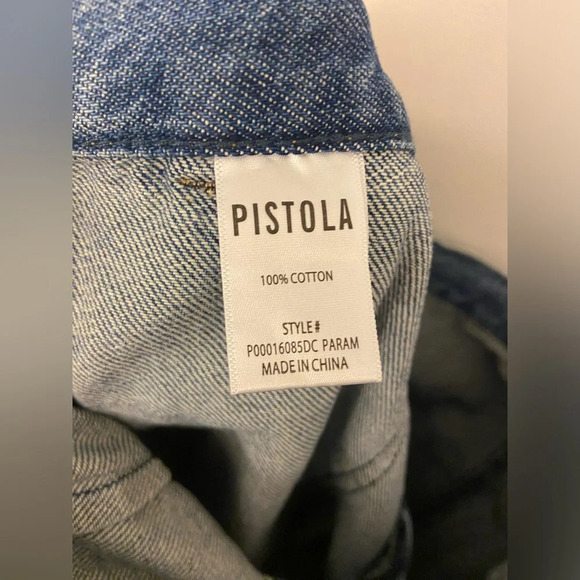 PISTOLA
100% COTTON
STYLE#
P00016085DC PARAM
MADE IN CHINA